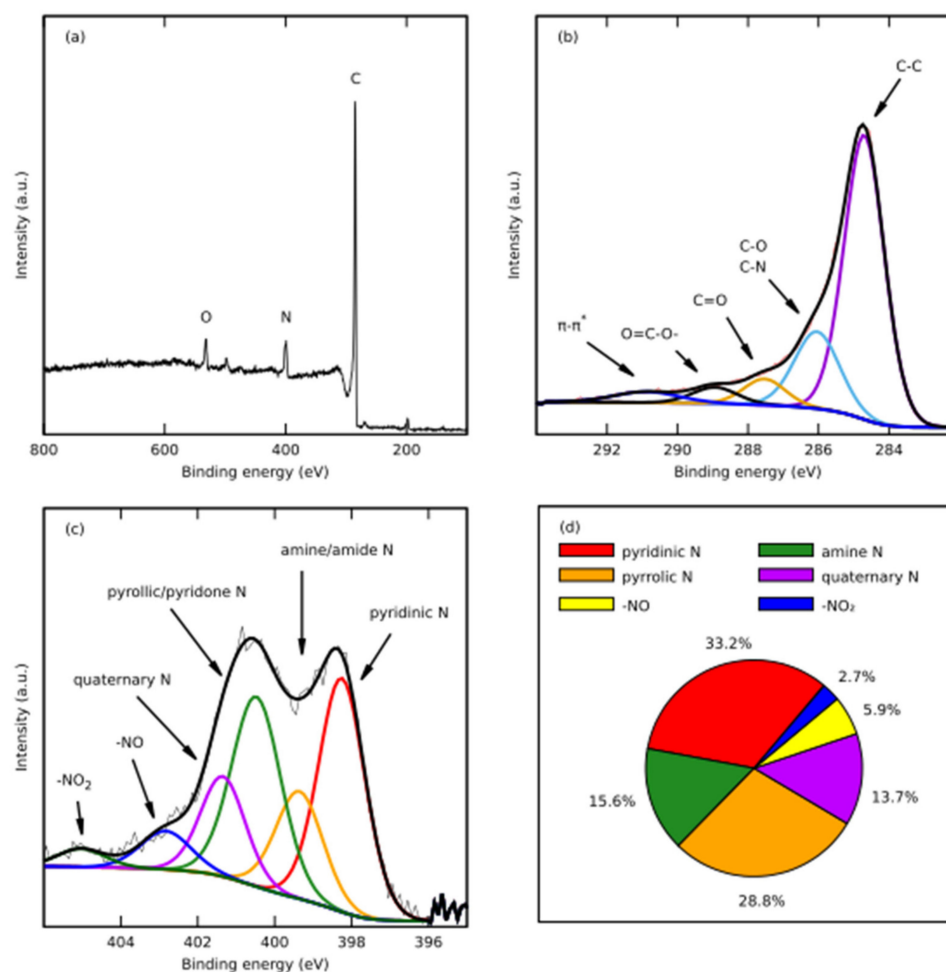 (a)
C
O
N
Intensity (a.u.)
800
600
400
200
Binding energy (eV)
(b)
C-C
C-O
C-N
C=O
O=C-O-
π-π*
Intensity (a.u.)
292
290
288
286
284
Binding energy (eV)
(c)
amine/amide N
pyrollic/pyridone N
pyridinic N
quaternary N
-NO
-NO₂
Intensity (a.u.)
404
402
400
398
396
Binding energy (eV)
(d)
pyridinic N
amine N
pyrrolic N
quaternary N
-NO
-NO₂
33.2%
2.7%
5.9%
13.7%
15.6%
28.8%